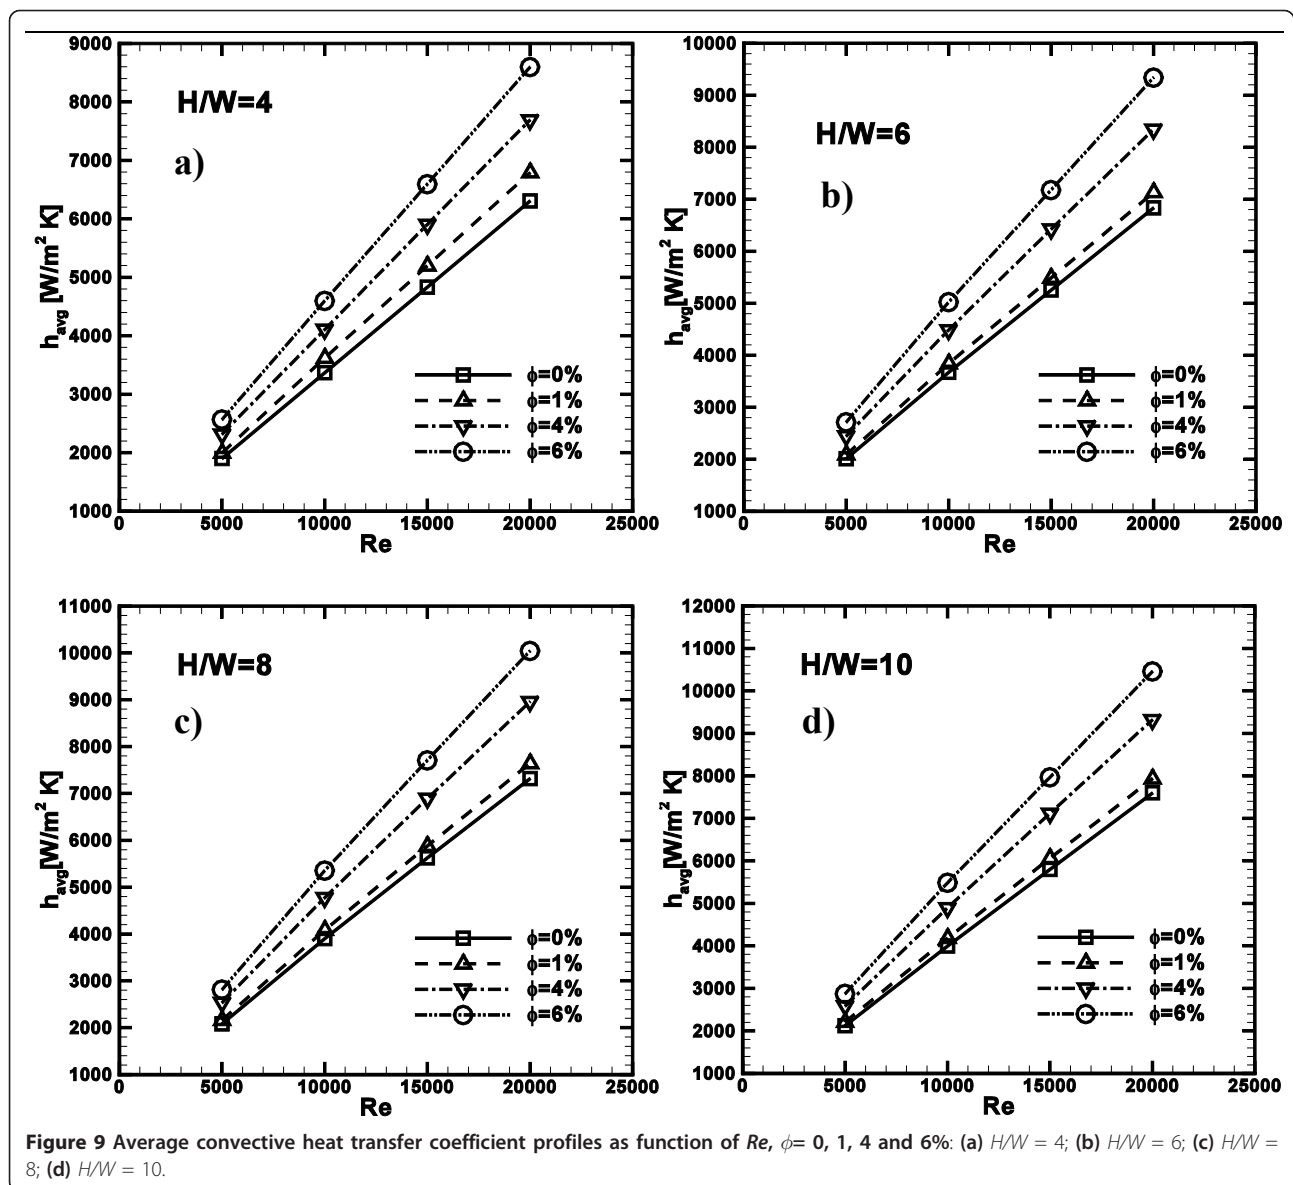 9000
8000
7000
6000
5000
4000
3000
2000
1000
0 5000 10000 15000 20000 25000
Re
h_avg [W/m² K]
H/W=4
a)
ϕ=0%
ϕ=1%
ϕ=4%
ϕ=6%
10000
9000
8000
7000
6000
5000
4000
3000
2000
1000
0 5000 10000 15000 20000 25000
Re
h_avg[W/m² K]
H/W=6
b)
ϕ=0%
ϕ=1%
ϕ=4%
ϕ=6%
11000
10000
9000
8000
7000
6000
5000
4000
3000
2000
1000
0 5000 10000 15000 20000 25000
Re
h_avg[W/m² K]
H/W=8
c)
ϕ=0%
ϕ=1%
ϕ=4%
ϕ=6%
12000
11000
10000
9000
8000
7000
6000
5000
4000
3000
2000
1000
0 5000 10000 15000 20000 25000
Re
h_avg[W/m² K]
H/W=10
d)
ϕ=0%
ϕ=1%
ϕ=4%
ϕ=6%
Figure 9 Average convective heat transfer coefficient profiles as function of Re, ϕ= 0, 1, 4 and 6%: (a) H/W = 4; (b) H/W = 6; (c) H/W =
8; (d) H/W = 10.